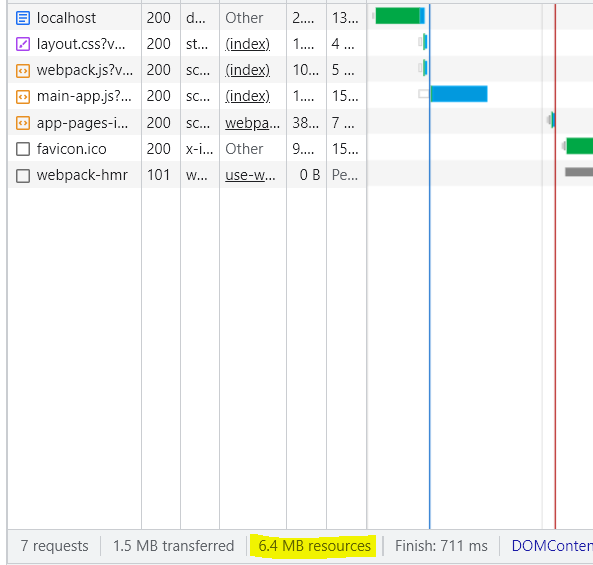 localhost 200 d... Other 2.... 13...
layout.css?v... 200 st... (index) 1.... 4 ...
webpack.js?v... 200 sc... (index) 10... 5 ...
main-app.js?... 200 sc... (index) 1.... 15...
app-pages-i... 200 sc... webpa... 38... 7 ...
favicon.ico 200 x-i... Other 9.... 15...
webpack-hmr 101 w... use-w... 0 B Pe...
7 requests 1.5 MB transferred 6.4 MB resources Finish: 711 ms DOMConten